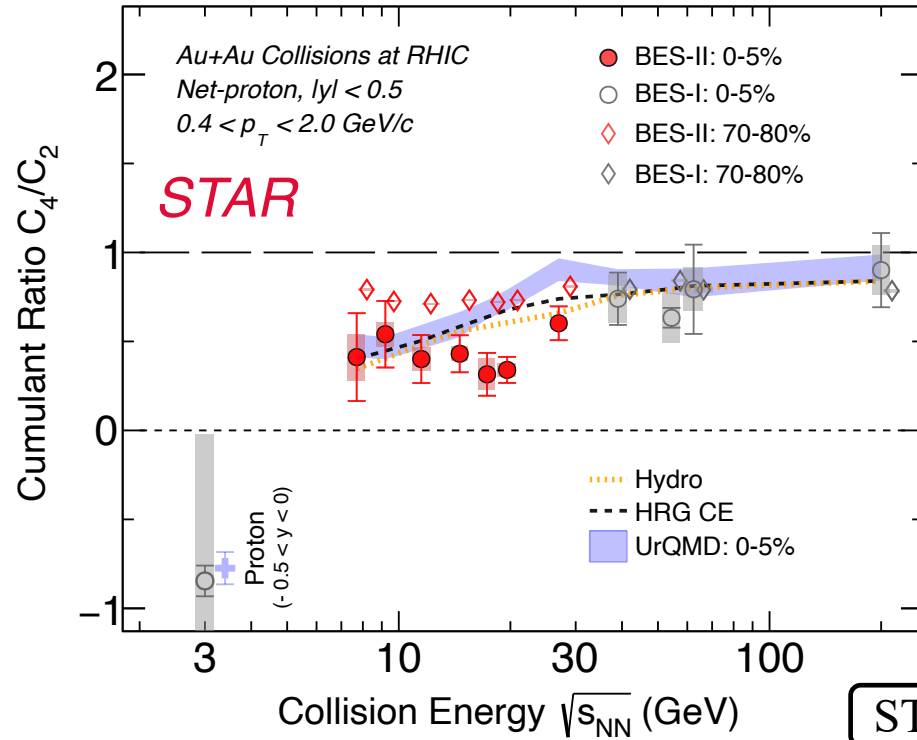 Au+Au Collisions at RHIC
Net-proton, |y| < 0.5
0.4 < p_T < 2.0 GeV/c
STAR
BES-II: 0-5%
BES-I: 0-5%
BES-II: 70-80%
BES-I: 70-80%
Cumulant Ratio C4/C2
2
1
0
−1
Proton
(- 0.5 < y < 0)
Hydro
HRG CE
UrQMD: 0-5%
3 10 30 100
Collision Energy √sNN (GeV)
ST